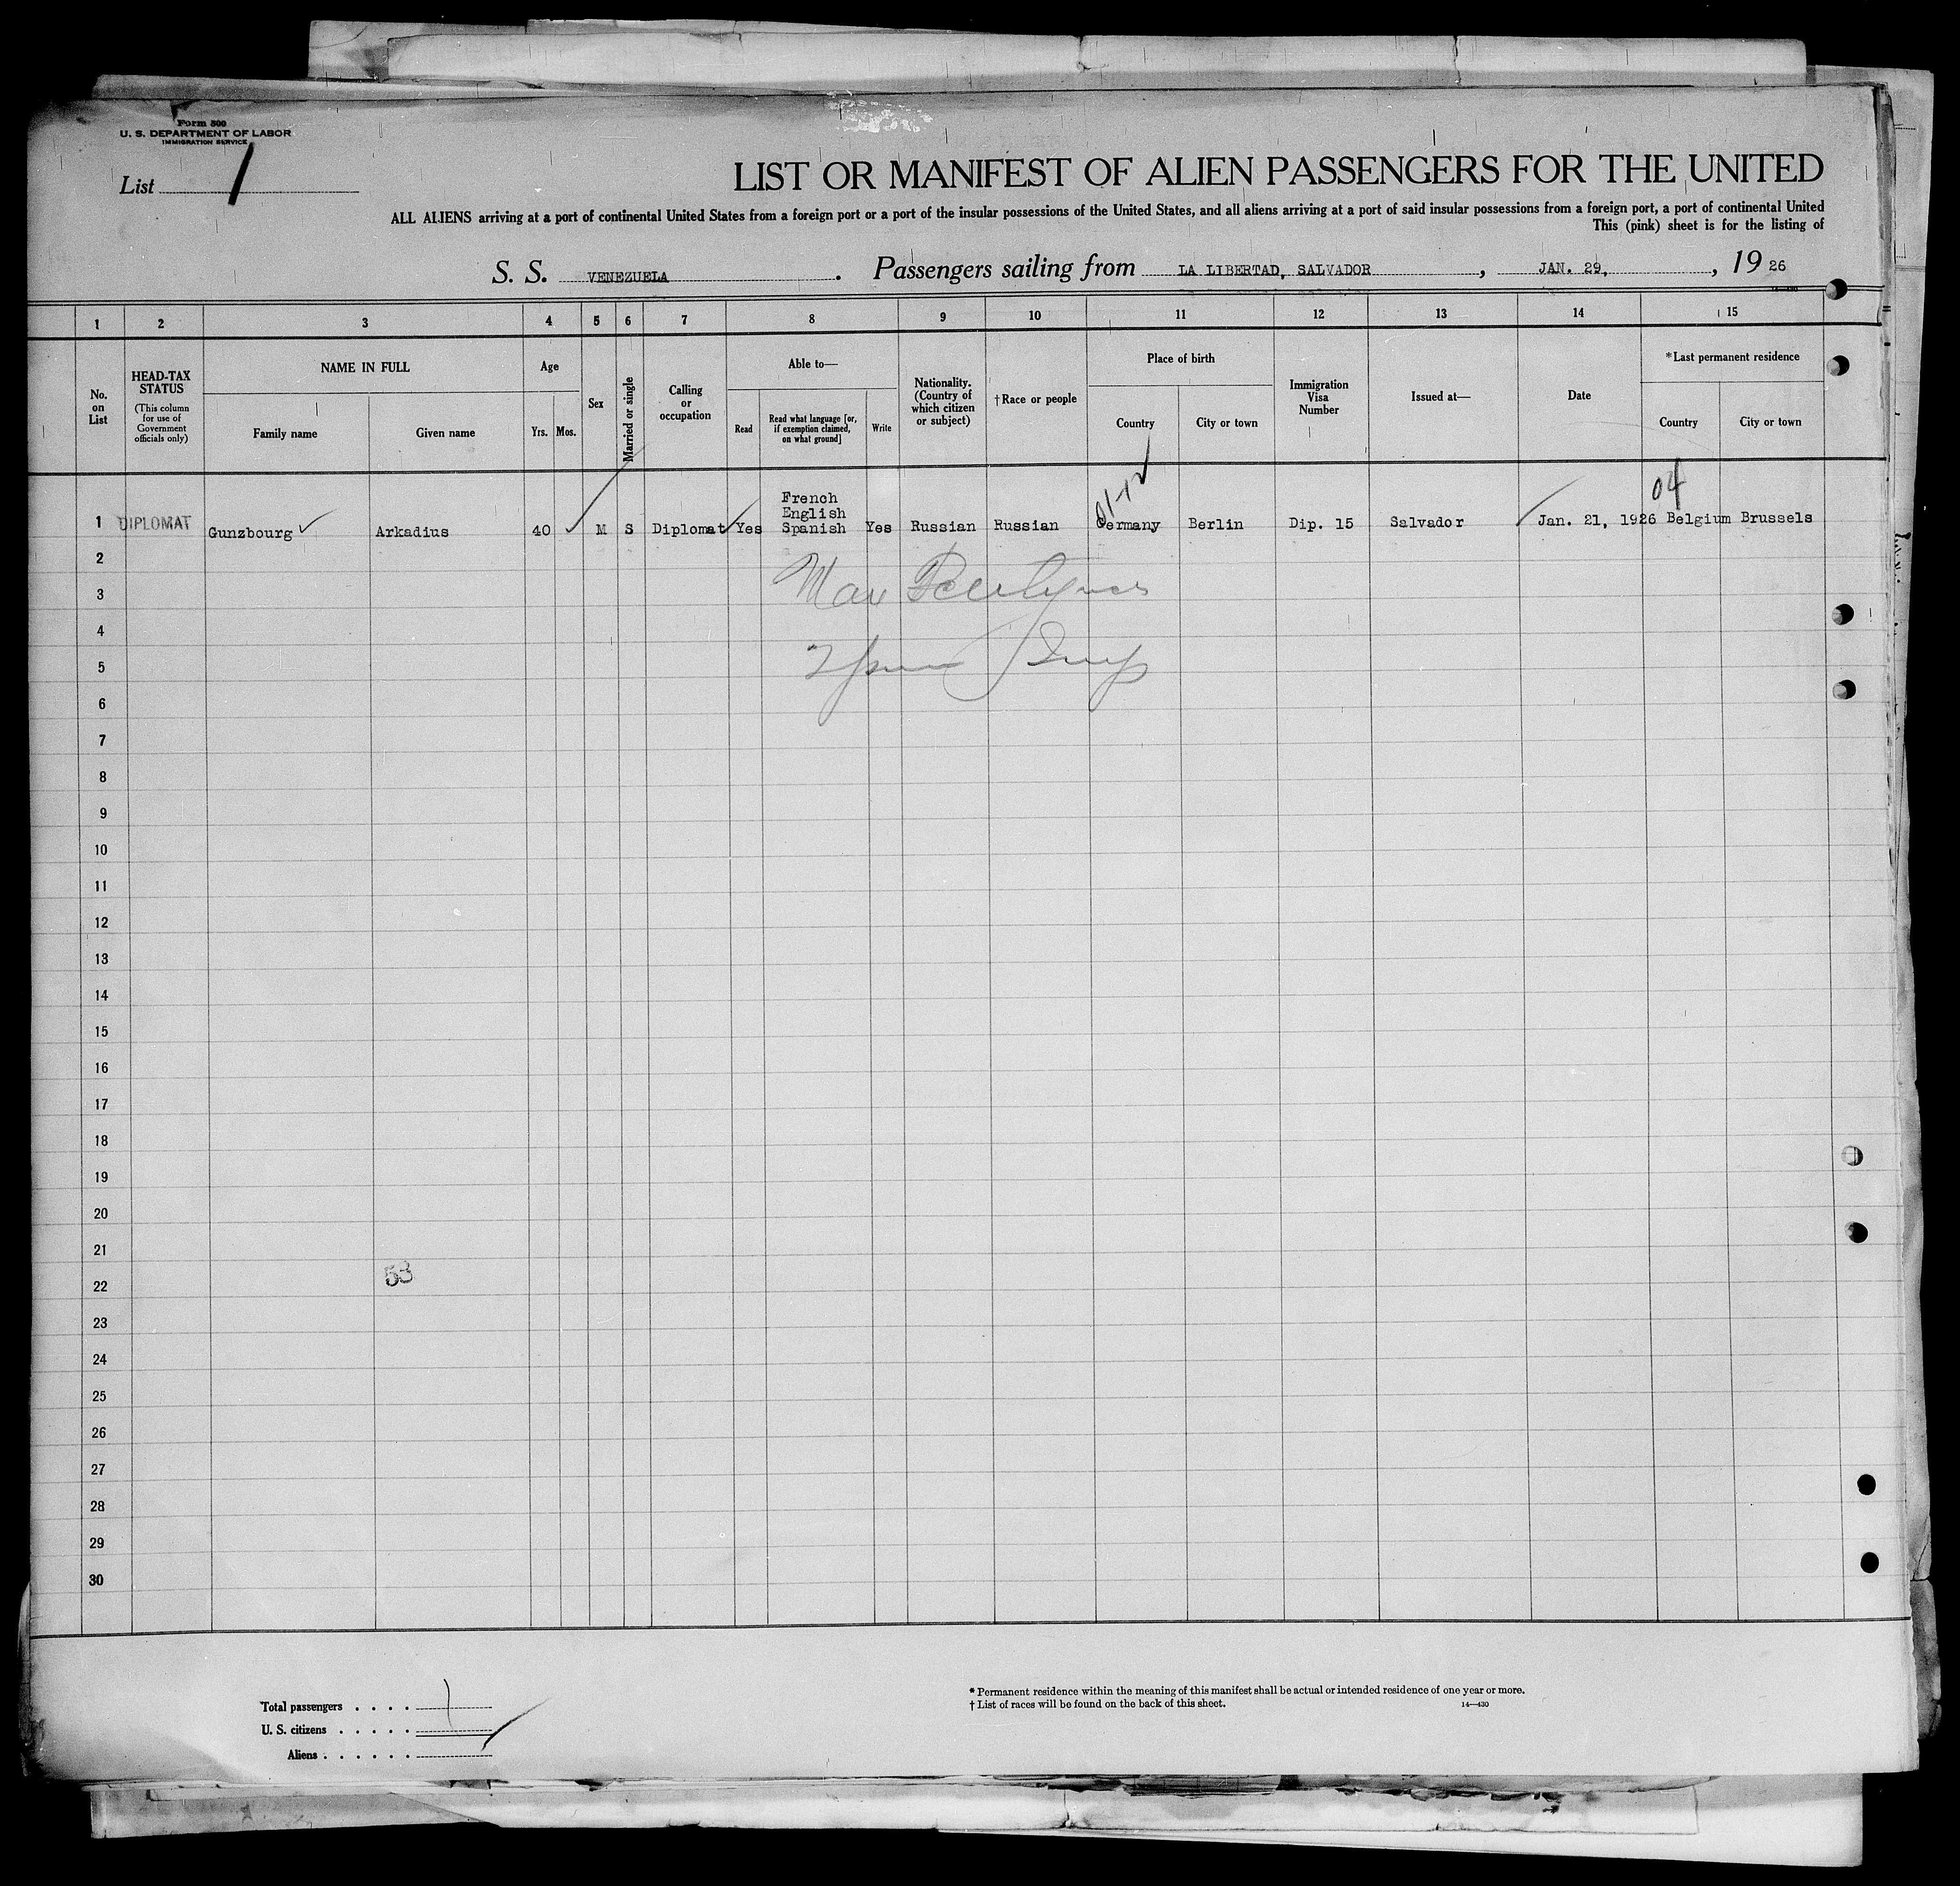 Form 500
U. S. DEPARTMENT OF LABOR
IMMIGRATION SERVICE
List 1
LIST OR MANIFEST OF ALIEN PASSENGERS FOR THE UNITED
ALL ALIENS arriving at a port of continental United States from a foreign port or a port of the insular possessions of the United States, and all aliens arriving at a port of said insular possessions from a foreign port, a port of continental United
This (pink) sheet is for the listing of
S. S. VENEZUELA. Passengers sailing from LA LIBERTAD, SALVADOR, JAN. 29, , 19 26
1 2 3 4 5 6 7 8 9 10 11 12 13 14 15
No. on List
HEAD-TAX STATUS
(This column for use of Government officials only)
NAME IN FULL
Family name
Given name
Age
Yrs. Mos.
Sex
Married or single
Calling or occupation
Able to—
Read
Read what language [or, if exemption claimed, on what ground]
Write
Nationality. (Country of which citizen or subject)
†Race or people
Place of birth
Country
City or town
Immigration Visa Number
Issued at—
Date
*Last permanent residence
Country
City or town
01-12
04
1 DIPLOMAT Gunzbourg Arkadius 40 M S Diplomat Yes French English Spanish Yes Russian Russian Germany Berlin Dip. 15 Salvador Jan. 21, 1926 Belgium Brussels
2
3
4
5
6
7
8
9
10
11
12
13
14
15
16
17
18
19
20
21
53
22
23
24
25
26
27
28
29
30
Total passengers . . . . 1
U. S. citizens . . . . .
Aliens . . . . . .
* Permanent residence within the meaning of this manifest shall be actual or intended residence of one year or more.
† List of races will be found on the back of this sheet.
14—430